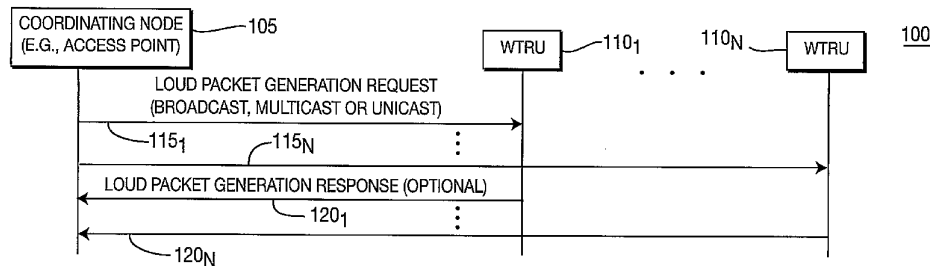 COORDINATING NODE
(E.G., ACCESS POINT)
105
WTRU
110₁
. . .
110N
WTRU
100
LOUD PACKET GENERATION REQUEST
(BROADCAST, MULTICAST OR UNICAST)
115₁
115N
LOUD PACKET GENERATION RESPONSE (OPTIONAL)
120₁
120N